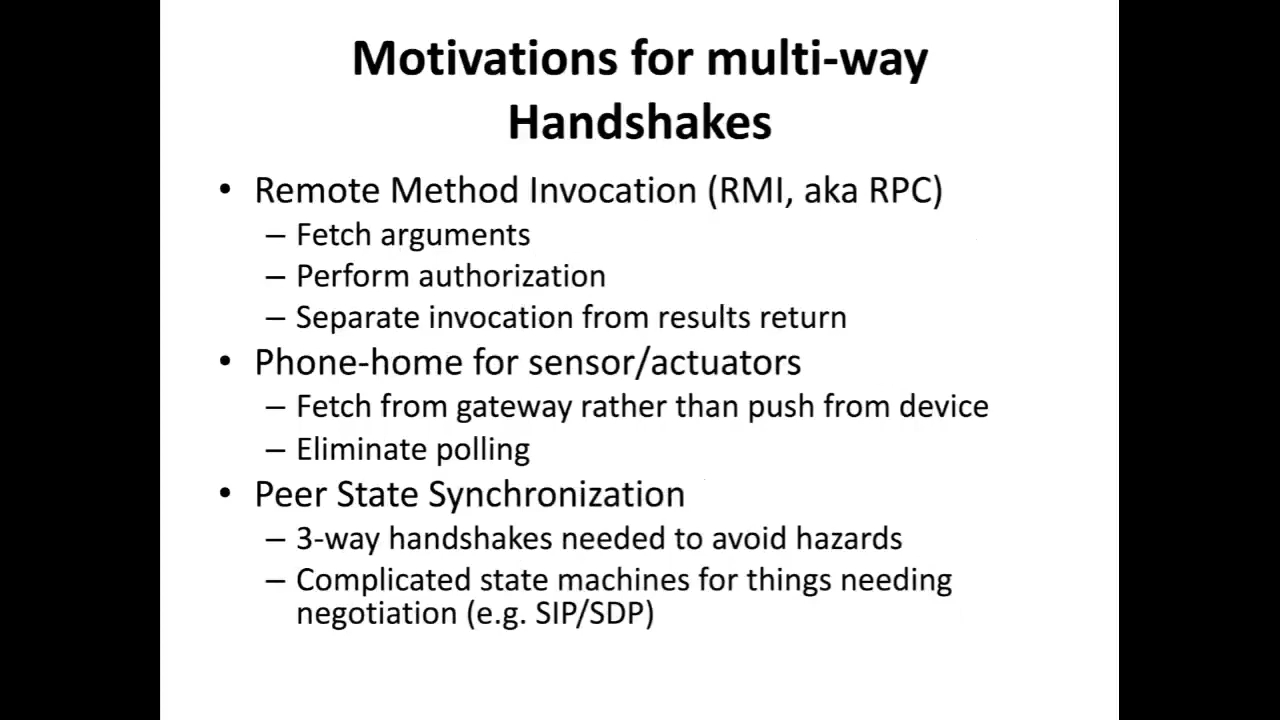 Motivations for multi-way
Handshakes
• Remote Method Invocation (RMI, aka RPC)
– Fetch arguments
– Perform authorization
– Separate invocation from results return
• Phone-home for sensor/actuators
– Fetch from gateway rather than push from device
– Eliminate polling
• Peer State Synchronization
– 3-way handshakes needed to avoid hazards
– Complicated state machines for things needing
negotiation (e.g. SIP/SDP)